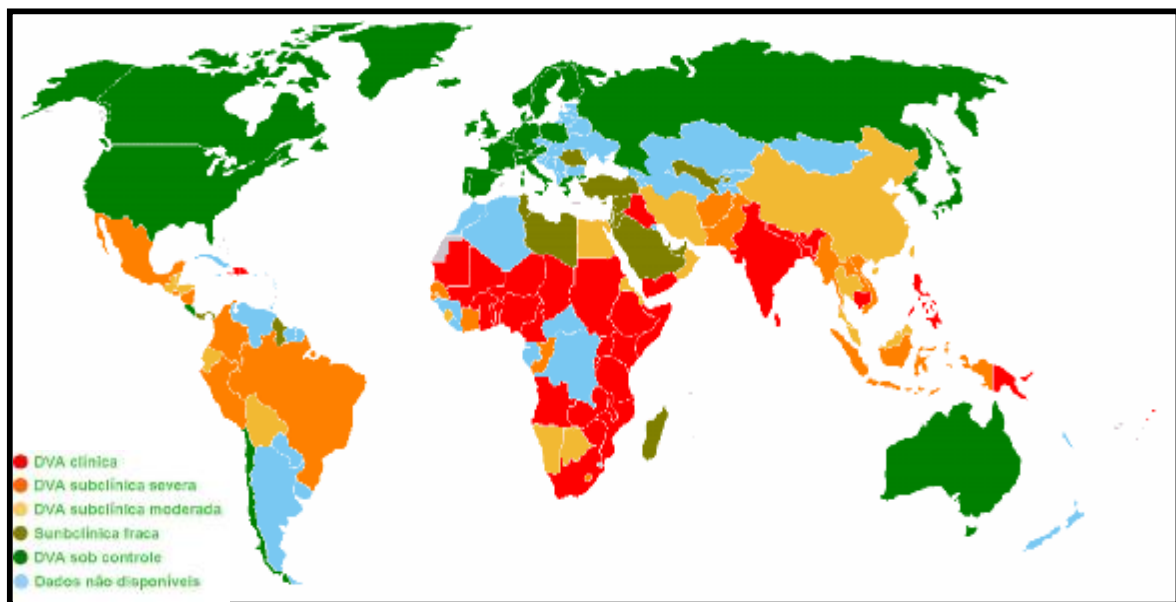 DVA clínica
DVA subclínica severa
DVA subclínica moderada
Sunbclínica fraca
DVA sob controle
Dados não disponíveis